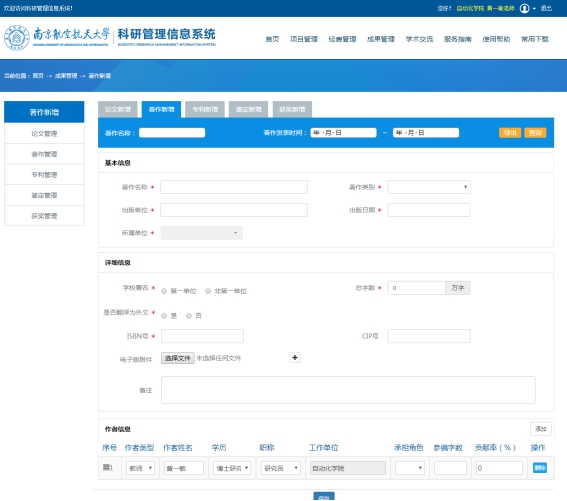 欢迎访问科研管理信息系统!
您好! 自动化学院 黄一敏老师 退出
南京航空航天大学 科研管理信息系统
NANJING UNIVERSITY OF AERONAUTICS AND ASTRONAUTICS SCIENTIFIC RESEARCH MANAGEMENT INFORMATION SYSTEM
首页 项目管理 经费管理 成果管理 学术交流 服务指南 使用帮助 常用下载
当前位置:首页 -> 成果管理 -> 著作新增
著作新增
论文管理
著作管理
专利管理
鉴定管理
获奖管理
论文新增 著作新增 专利新增 鉴定新增 获奖新增
著作名称: 著作发表时间: 年 -月-日 ~ 年 -月-日 导出 查询
基本信息
著作名称 * 著作类别 *
出版单位 * 出版日期 *
所属单位 *
详细信息
学校署名 * 第一单位 非第一单位 总字数 * 0 万字
是否翻译为外文 * 是 否
ISBN号 * CIP号
电子版附件 选择文件 未选择任何文件 +
备注
作者信息 添加
序号 作者类型 作者姓名 学历 职称 工作单位 承担角色 参编字数 贡献率(%) 操作
1 教师 黄一敏 博士研究 研究员 自动化学院 0 删除
保存